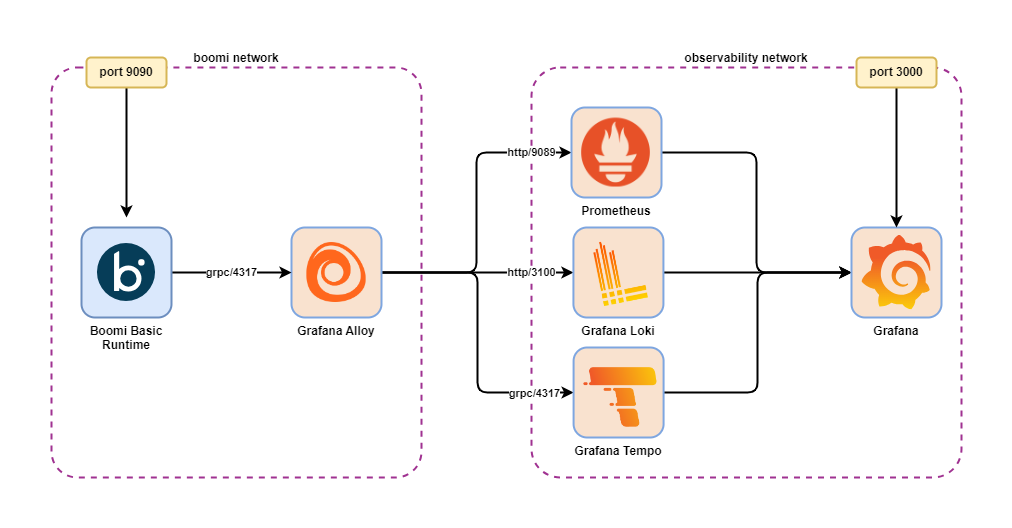 boomi network
observability network
port 9090
port 3000
http/9089
Prometheus
grpc/4317
http/3100
Boomi Basic
Runtime
Grafana Alloy
Grafana Loki
Grafana
grpc/4317
Grafana Tempo